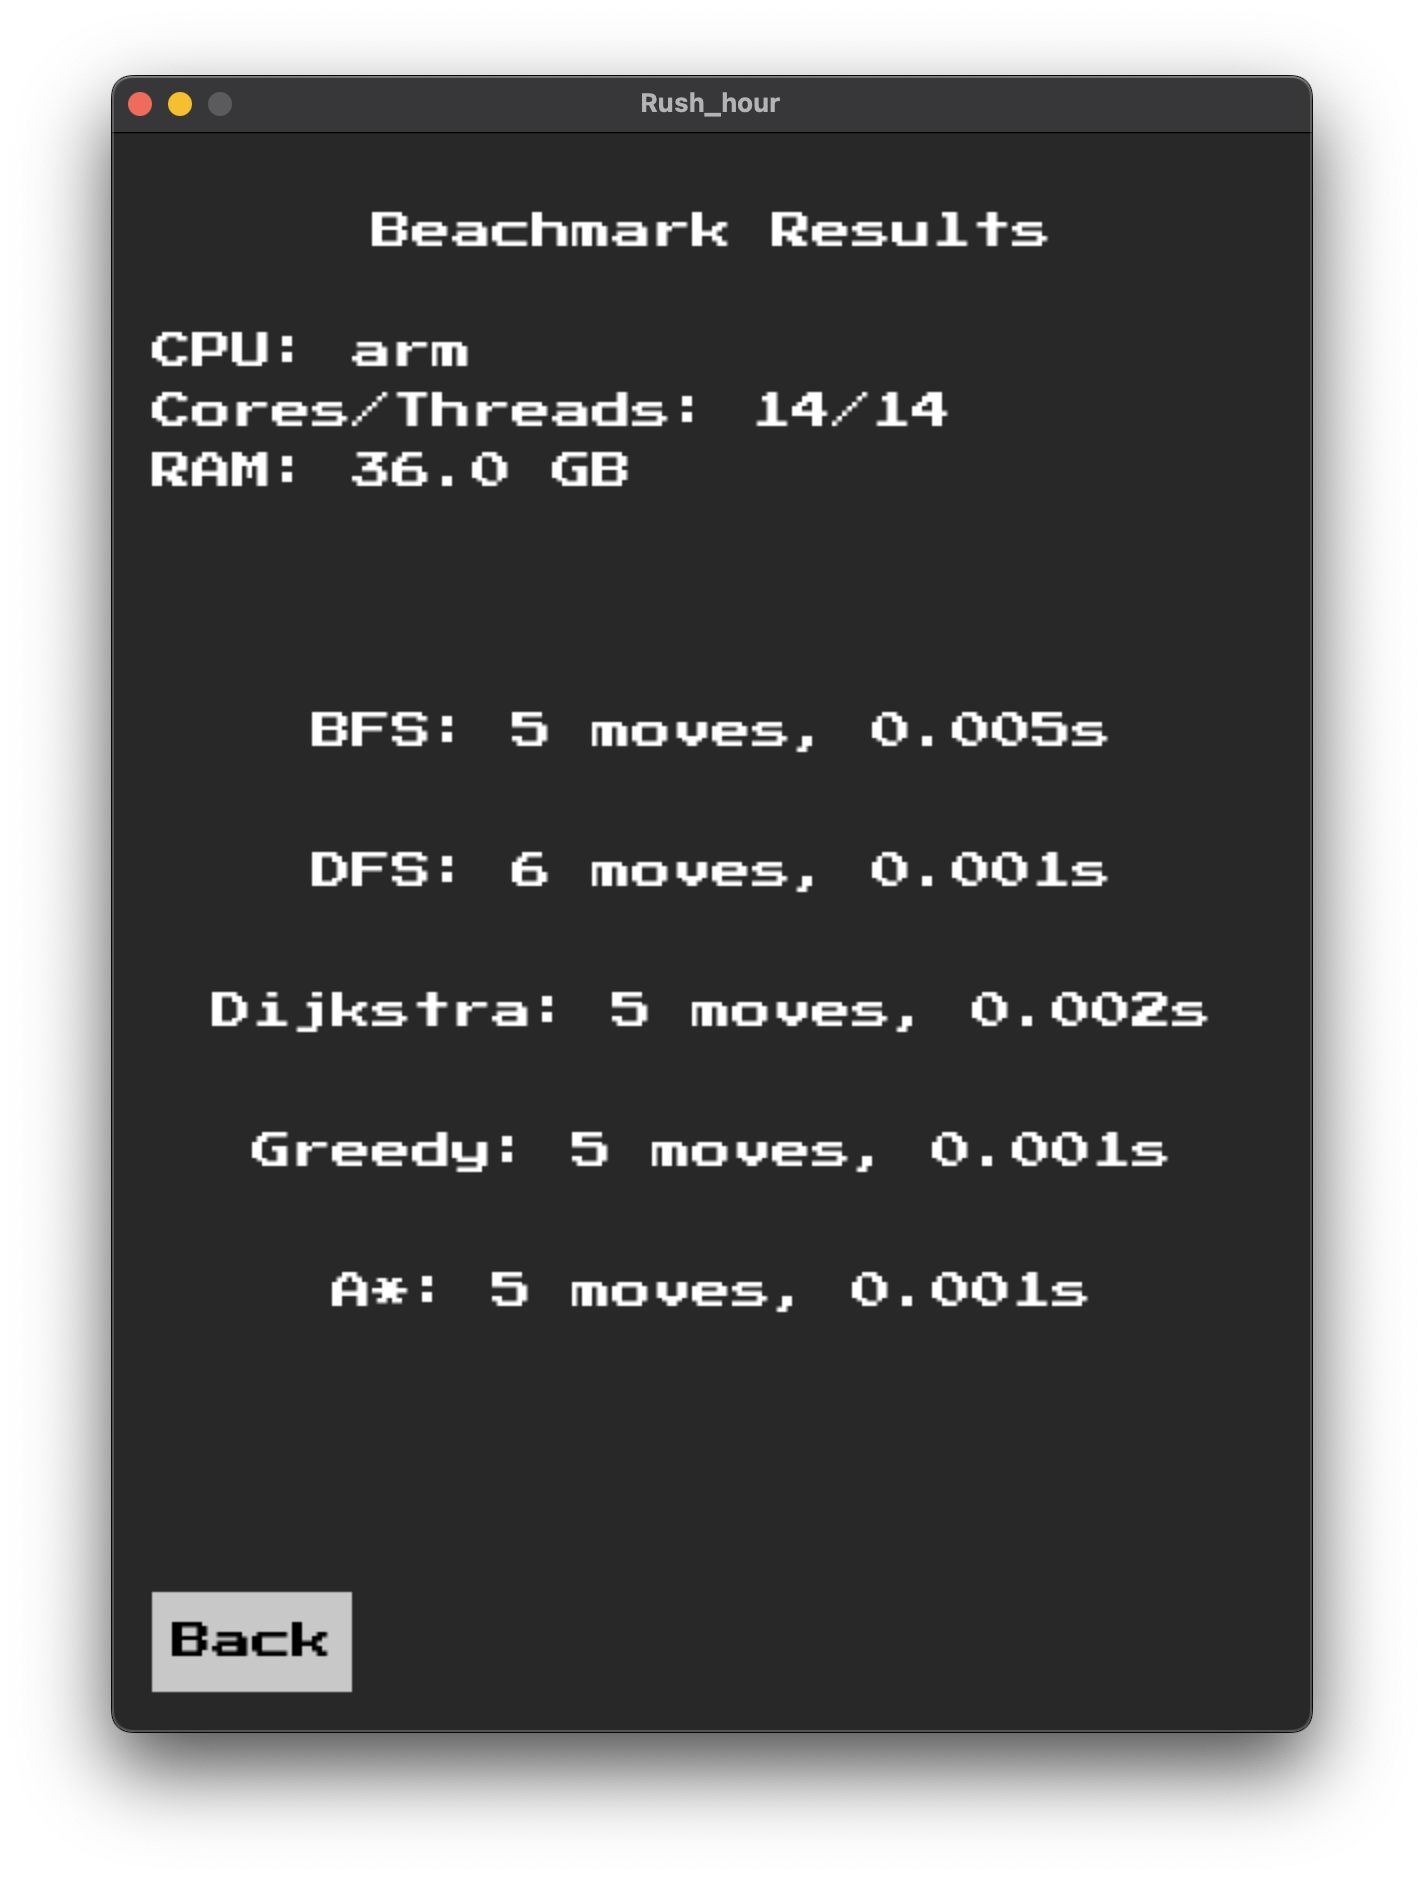 Rush_hour
Beachmark Results
CPU: arm
Cores/Threads: 14/14
RAM: 36.0 GB
BFS: 5 moves, 0.005s
DFS: 6 moves, 0.001s
Dijkstra: 5 moves, 0.002s
Greedy: 5 moves, 0.001s
A*: 5 moves, 0.001s
Back